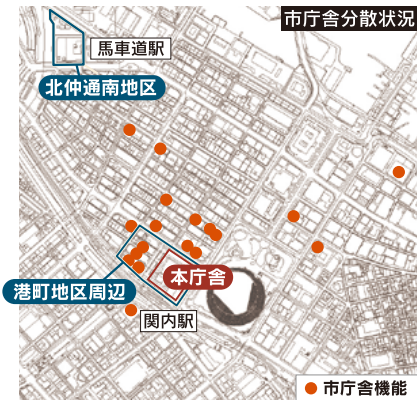 市庁舎分散状況
馬車道駅
北仲通南地区
本庁舎
港町地区周辺
関内駅
市庁舎機能